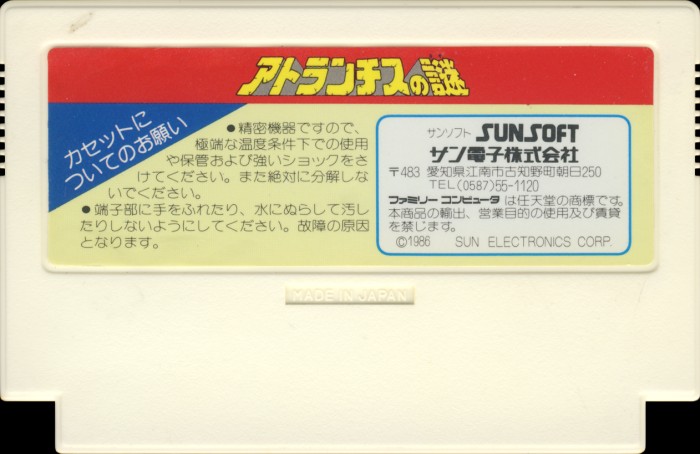 アトランチスの謎
カセットに
ついてのお願い
●精密機器ですので、
極端な温度条件下での使用
や保管および強いショックをさ
けてください。また絶対に分解しな
いでください。
●端子部に手をふれたり、水にぬらして汚し
たりしないようにしてください。故障の原因
となります。
サンソフト SUNSOFT
サン電子株式会社
〒483 愛知県江南市古知野町朝日250
TEL(0587)55-1120
ファミリー コンピュータ は任天堂の商標です。
本商品の輸出、営業目的の使用及び賃貸
を禁じます。
©1986 SUN ELECTRONICS CORP.
MADE IN JAPAN